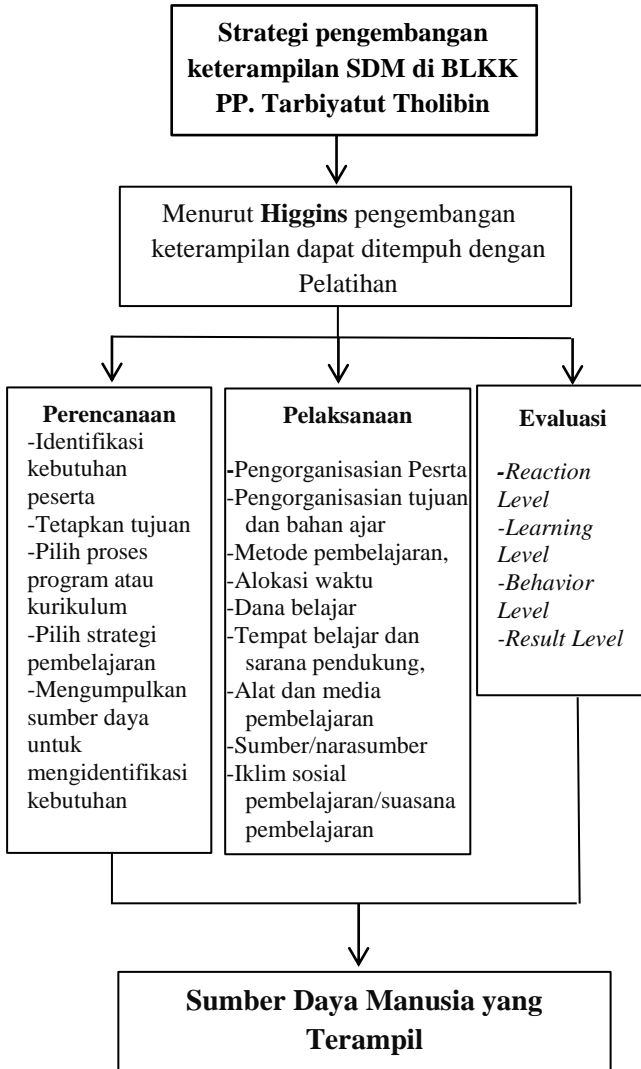 Strategi pengembangan
keterampilan SDM di BLKK
PP. Tarbiyatut Tholibin
Menurut Higgins pengembangan
keterampilan dapat ditempuh dengan
Pelatihan
Perencanaan
-Identifikasi
kebutuhan
peserta
-Tetapkan tujuan
-Pilih proses
program atau
kurikulum
-Pilih strategi
pembelajaran
-Mengumpulkan
sumber daya
untuk
mengidentifikasi
kebutuhan
Pelaksanaan
-Pengorganisasian Pesrta
-Pengorganisasian tujuan
dan bahan ajar
-Metode pembelajaran,
-Alokasi waktu
-Dana belajar
-Tempat belajar dan
sarana pendukung,
-Alat dan media
pembelajaran
-Sumber/narasumber
-Iklim sosial
pembelajaran/suasana
pembelajaran
Evaluasi
-Reaction
Level
-Learning
Level
-Behavior
Level
-Result Level
Sumber Daya Manusia yang
Terampil